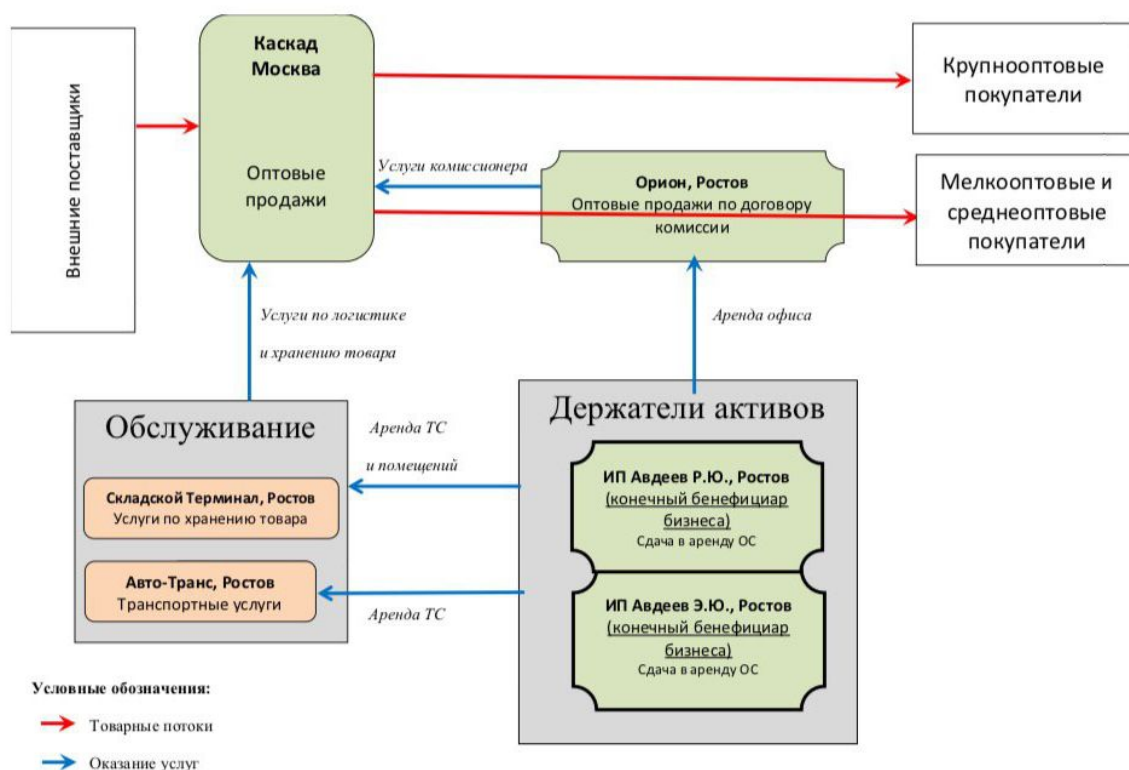 Внешние поставщики
Каскад
Москва
Оптовые
продажи
Крупнооптовые
покупатели
Услуги комиссионера
Орион, Ростов
Оптовые продажи по договору
комиссии
Мелкооптовые и
среднеоптовые
покупатели
Услуги по логистике
и хранению товара
Аренда офиса
Обслуживание
Складской Терминал, Ростов
Услуги по хранению товара
Авто-Транс, Ростов
Транспортные услуги
Аренда ТС
и помещений
Аренда ТС
Держатели активов
ИП Авдеев Р.Ю., Ростов
(конечный бенефициар
бизнеса)
Сдача в аренду ОС
ИП Авдеев Э.Ю., Ростов
(конечный бенефициар
бизнеса)
Сдача в аренду ОС
Условные обозначения:
Товарные потоки
Оказание услуг